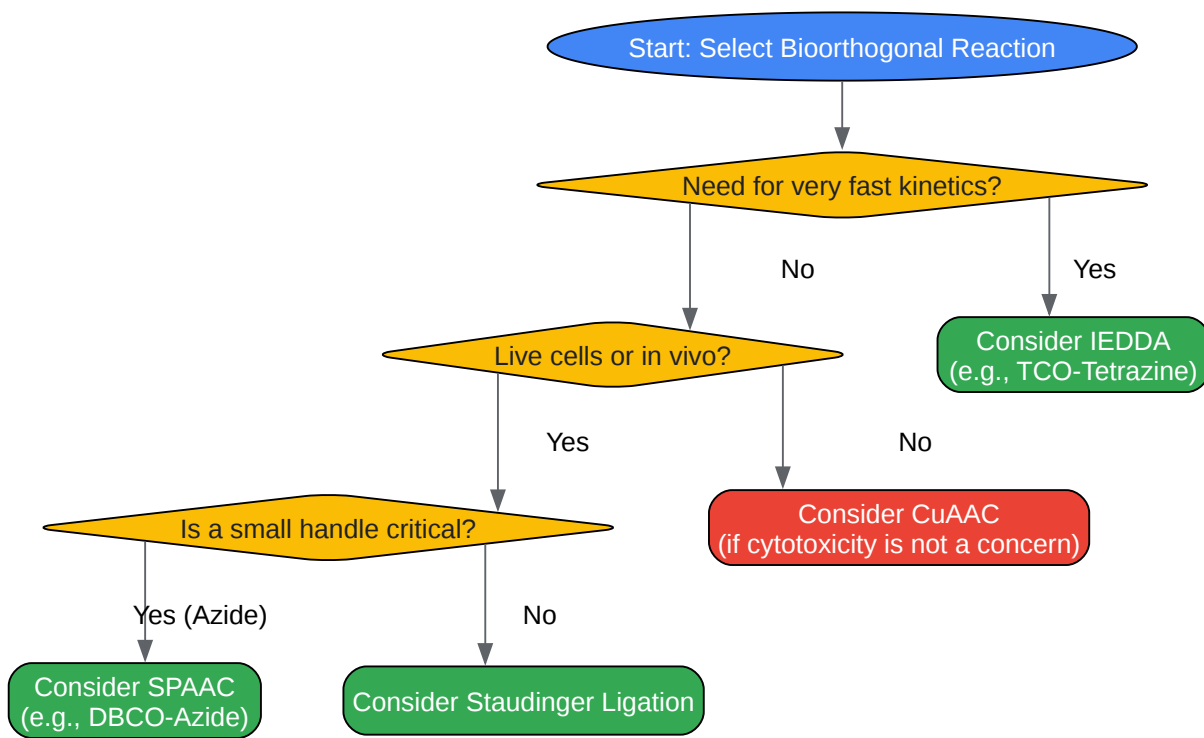 Start: Select Bioorthogonal Reaction
Need for very fast kinetics?
No
Yes
Consider IEDDA
(e.g., TCO-Tetrazine)
Live cells or in vivo?
Yes
No
Consider CuAAC
(if cytotoxicity is not a concern)
Is a small handle critical?
Yes (Azide)
No
Consider SPAAC
(e.g., DBCO-Azide)
Consider Staudinger Ligation